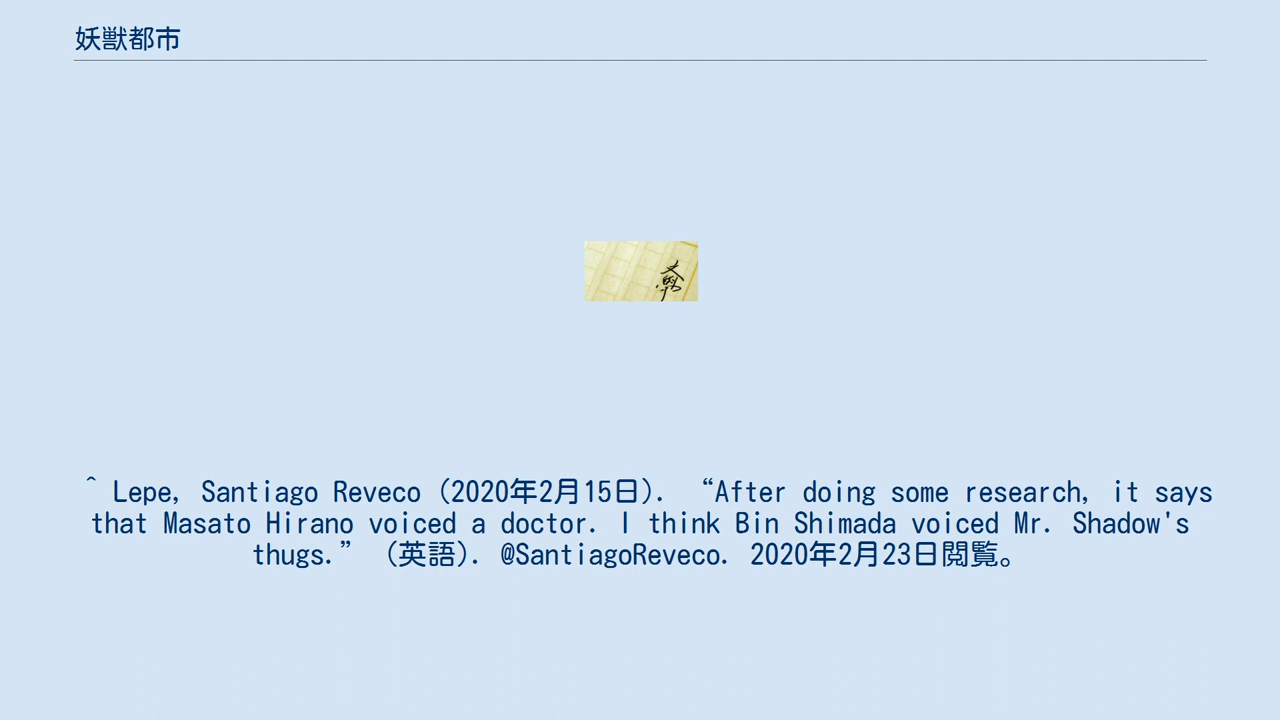 妖獣都市
^ Lepe, Santiago Reveco (2020年2月15日). “After doing some research, it says
that Masato Hirano voiced a doctor. I think Bin Shimada voiced Mr. Shadow's
thugs.” (英語). @SantiagoReveco. 2020年2月23日閲覧。